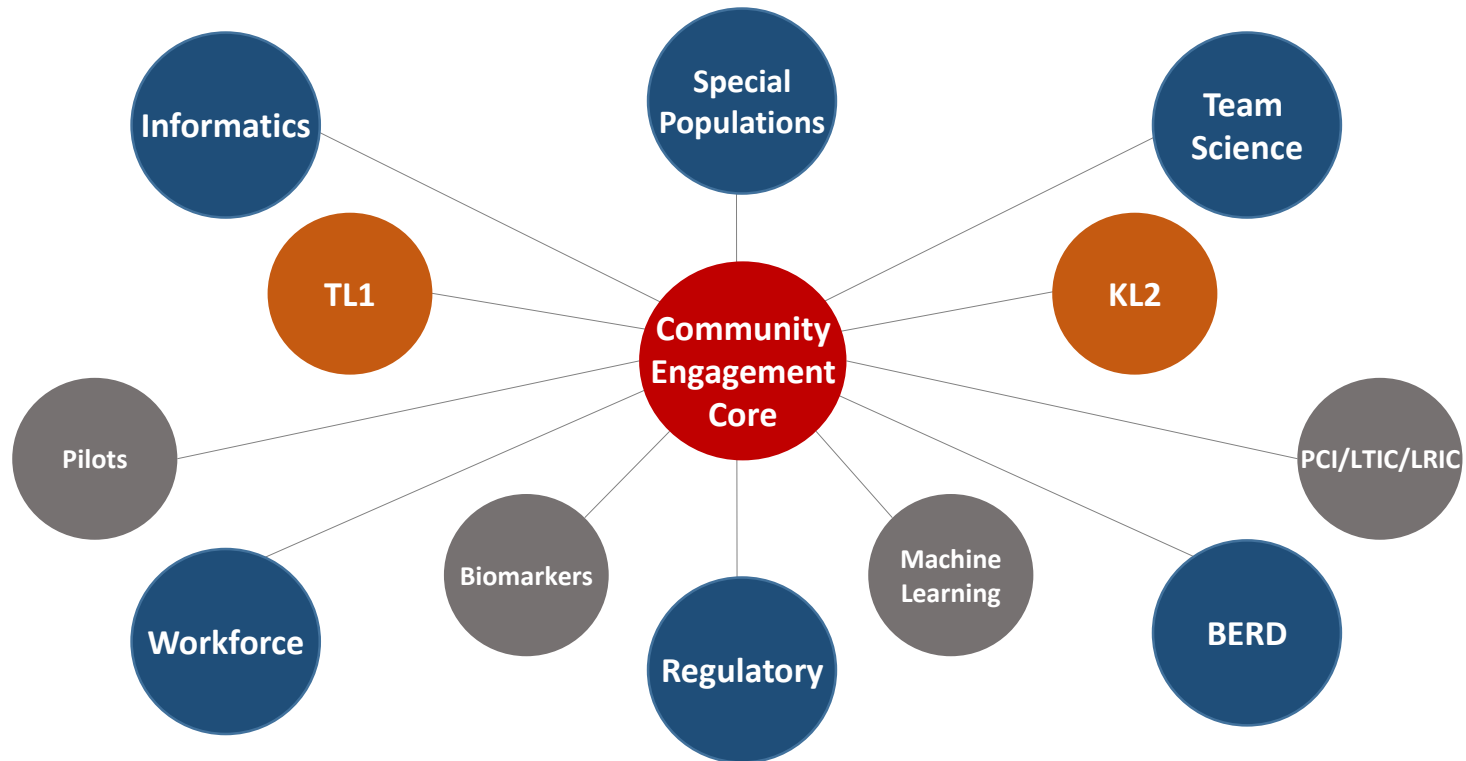 Informatics
Special
Populations
Team
Science
TL1
KL2
Community
Engagement
Core
Pilots
PCI/LTIC/LRIC
Biomarkers
Machine
Learning
Workforce
Regulatory
BERD